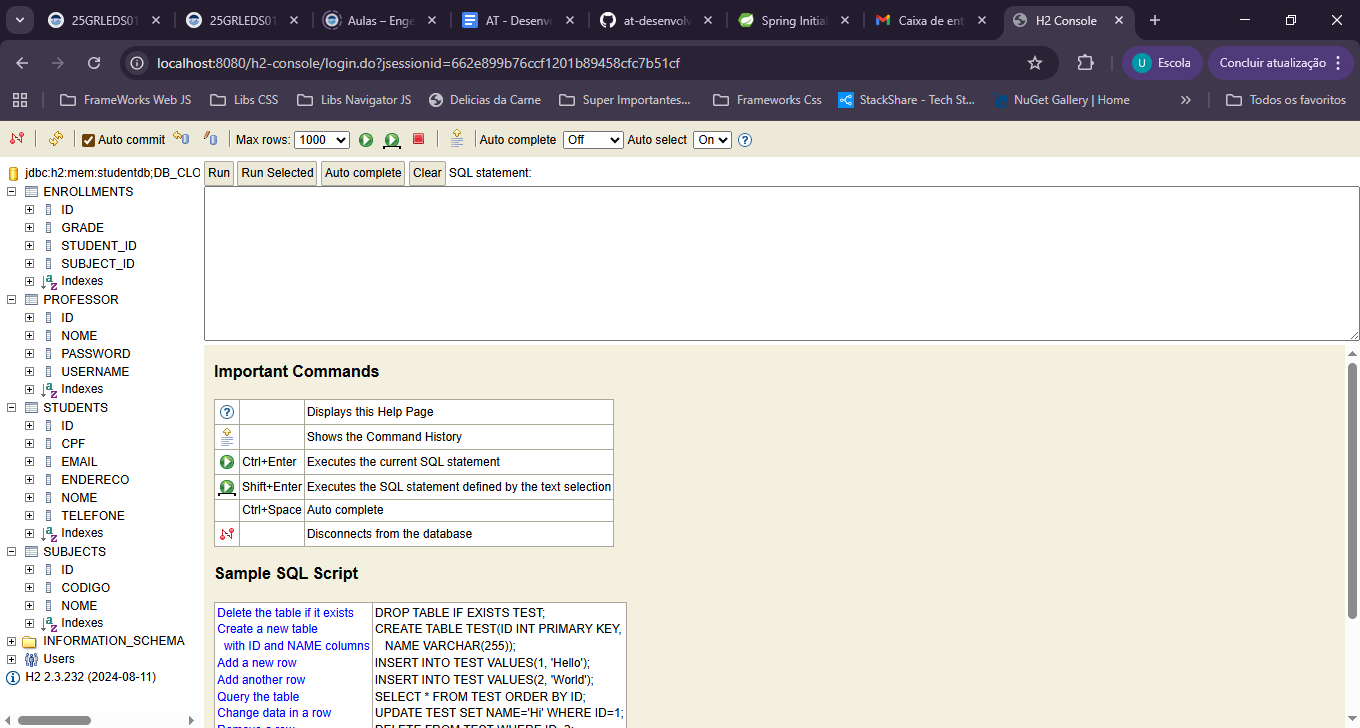 25GRLEDS01
25GRLEDS01
Aulas – Enge
AT - Desenvo
at-desenvolv
Spring Initial
Caixa de ent
H2 Console
localhost:8080/h2-console/login.do?jsessionid=662e899b76ccf1201b89458cfc7b51cf
U Escola
Concluir atualização
FrameWorks Web JS
Libs CSS
Libs Navigator JS
Delicias da Carne
Super Importantes...
Frameworks Css
StackShare - Tech St...
NuGet Gallery | Home
Todos os favoritos
Auto commit
Max rows: 1000
Auto complete Off
Auto select On
jdbc:h2:mem:studentdb;DB_CLO
ENROLLMENTS
ID
GRADE
STUDENT_ID
SUBJECT_ID
Indexes
PROFESSOR
ID
NOME
PASSWORD
USERNAME
Indexes
STUDENTS
ID
CPF
EMAIL
ENDERECO
NOME
TELEFONE
Indexes
SUBJECTS
ID
CODIGO
NOME
Indexes
INFORMATION_SCHEMA
Users
H2 2.3.232 (2024-08-11)
Run Run Selected Auto complete Clear SQL statement:
Important Commands
Displays this Help Page
Shows the Command History
Ctrl+Enter Executes the current SQL statement
Shift+Enter Executes the SQL statement defined by the text selection
Ctrl+Space Auto complete
Disconnects from the database
Sample SQL Script
Delete the table if it exists DROP TABLE IF EXISTS TEST;
Create a new table CREATE TABLE TEST(ID INT PRIMARY KEY,
with ID and NAME columns NAME VARCHAR(255));
Add a new row INSERT INTO TEST VALUES(1, 'Hello');
Add another row INSERT INTO TEST VALUES(2, 'World');
Query the table SELECT * FROM TEST ORDER BY ID;
Change data in a row UPDATE TEST SET NAME='Hi' WHERE ID=1;
Remove a row DELETE FROM TEST WHERE ID=2;